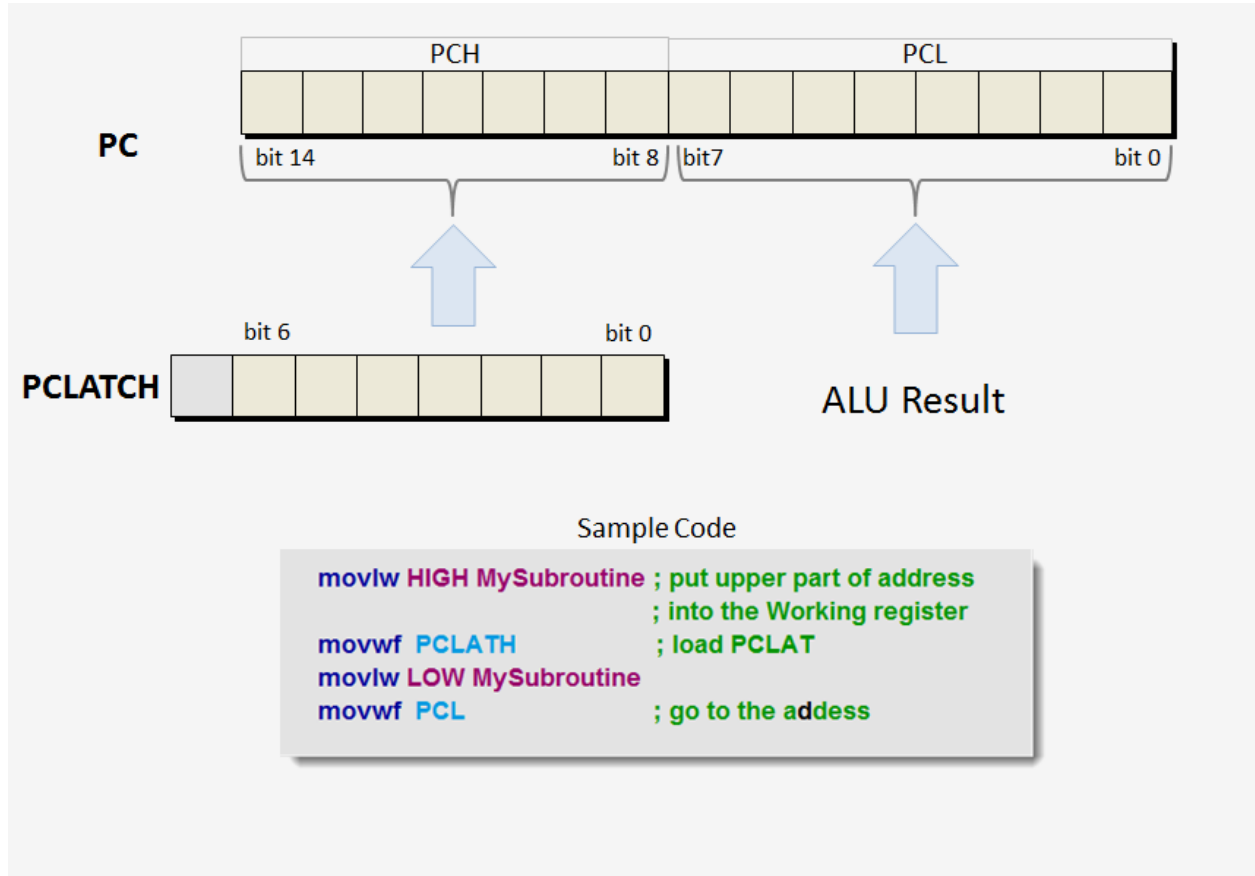 PCH PCL
PC
bit 14 bit 8 bit7 bit 0
bit 6 bit 0
PCLATCH
ALU Result
Sample Code
movlw HIGH MySubroutine ; put upper part of address
; into the Working register
movwf PCLATH ; load PCLAT
movlw LOW MySubroutine
movwf PCL ; go to the addess